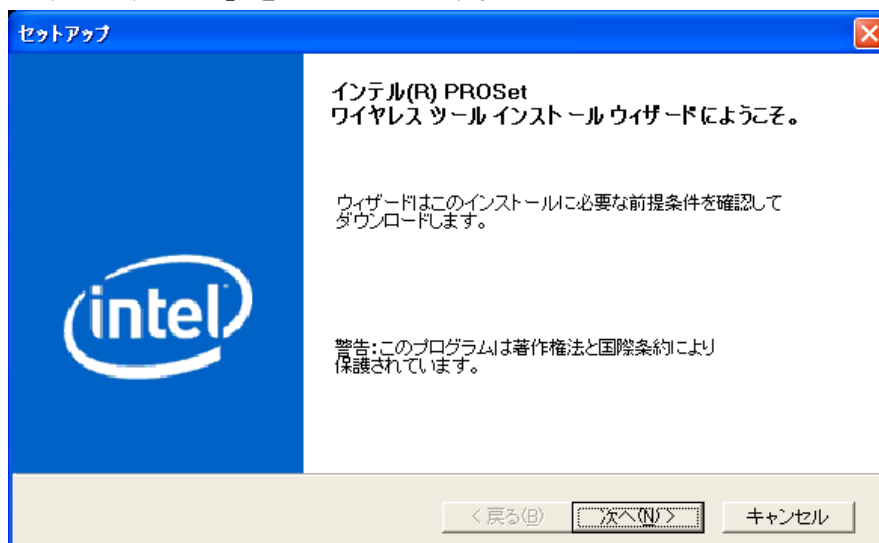 セットアップ
インテル(R) PROSet
ワイヤレス ツール インストール ウィザードにようこそ。
ウィザードはこのインストールに必要な前提条件を確認して
ダウンロードします。
intel
警告:このプログラムは著作権法と国際条約により
保護されています。
< 戻る(B) 次へ(N) > キャンセル